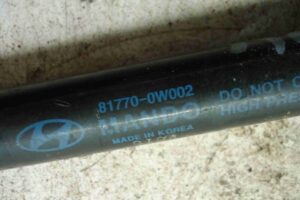 81770-0W002
HANDO
DO NOT O
HIGH PRE
MADE IN KOREA